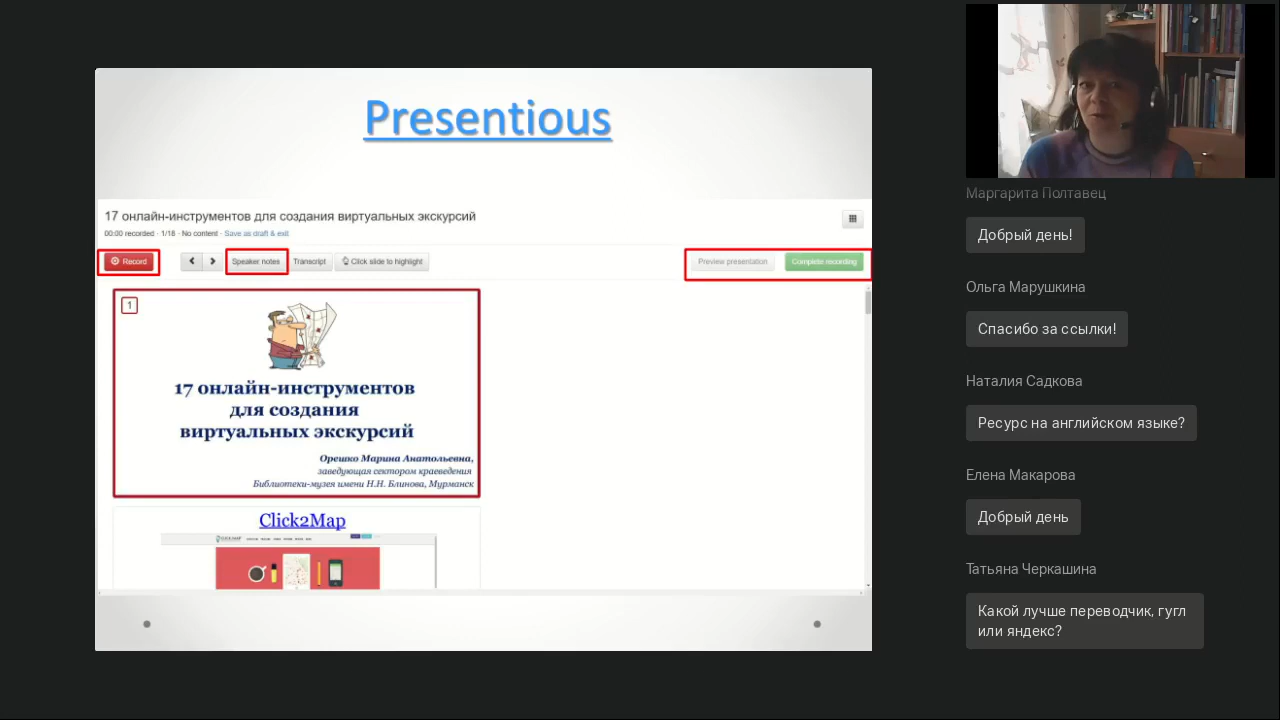 Presentious
17 онлайн-инструментов для создания виртуальных экскурсий
00:00 recorded · 1/18 · No content · Save as draft & exit
Record
Speaker notes
Transcript
Click slide to highlight
Preview presentation
Complete recording
1
17 онлайн-инструментов
для создания
виртуальных экскурсий
Орешко Марина Анатольевна,
заведующая сектором краеведения
Библиотеки-музея имени Н.Н. Блинова, Мурманск
Click2Map
Маргарита Полтавец
Добрый день!
Ольга Марушкина
Спасибо за ссылки!
Наталия Садкова
Ресурс на английском языке?
Елена Макарова
Добрый день
Татьяна Черкашина
Какой лучше переводчик, гугл
или яндекс?